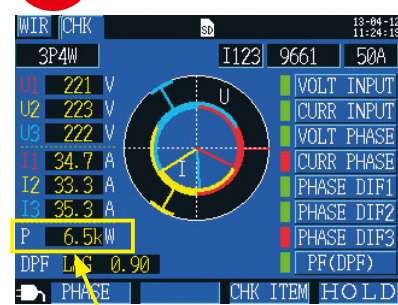 WIR CHK SD 13-04-12
11:24:19
3P4W I123 9661 50A
U1 221 V
U2 223 V
U3 222 V
I1 34.7 A
I2 33.3 A
I3 35.3 A
P 6.5kW
DPF LAG 0.90
U
I
VOLT INPUT
CURR INPUT
VOLT PHASE
CURR PHASE
PHASE DIF1
PHASE DIF2
PHASE DIF3
PF(DPF)
PHASE CHK ITEM HOLD